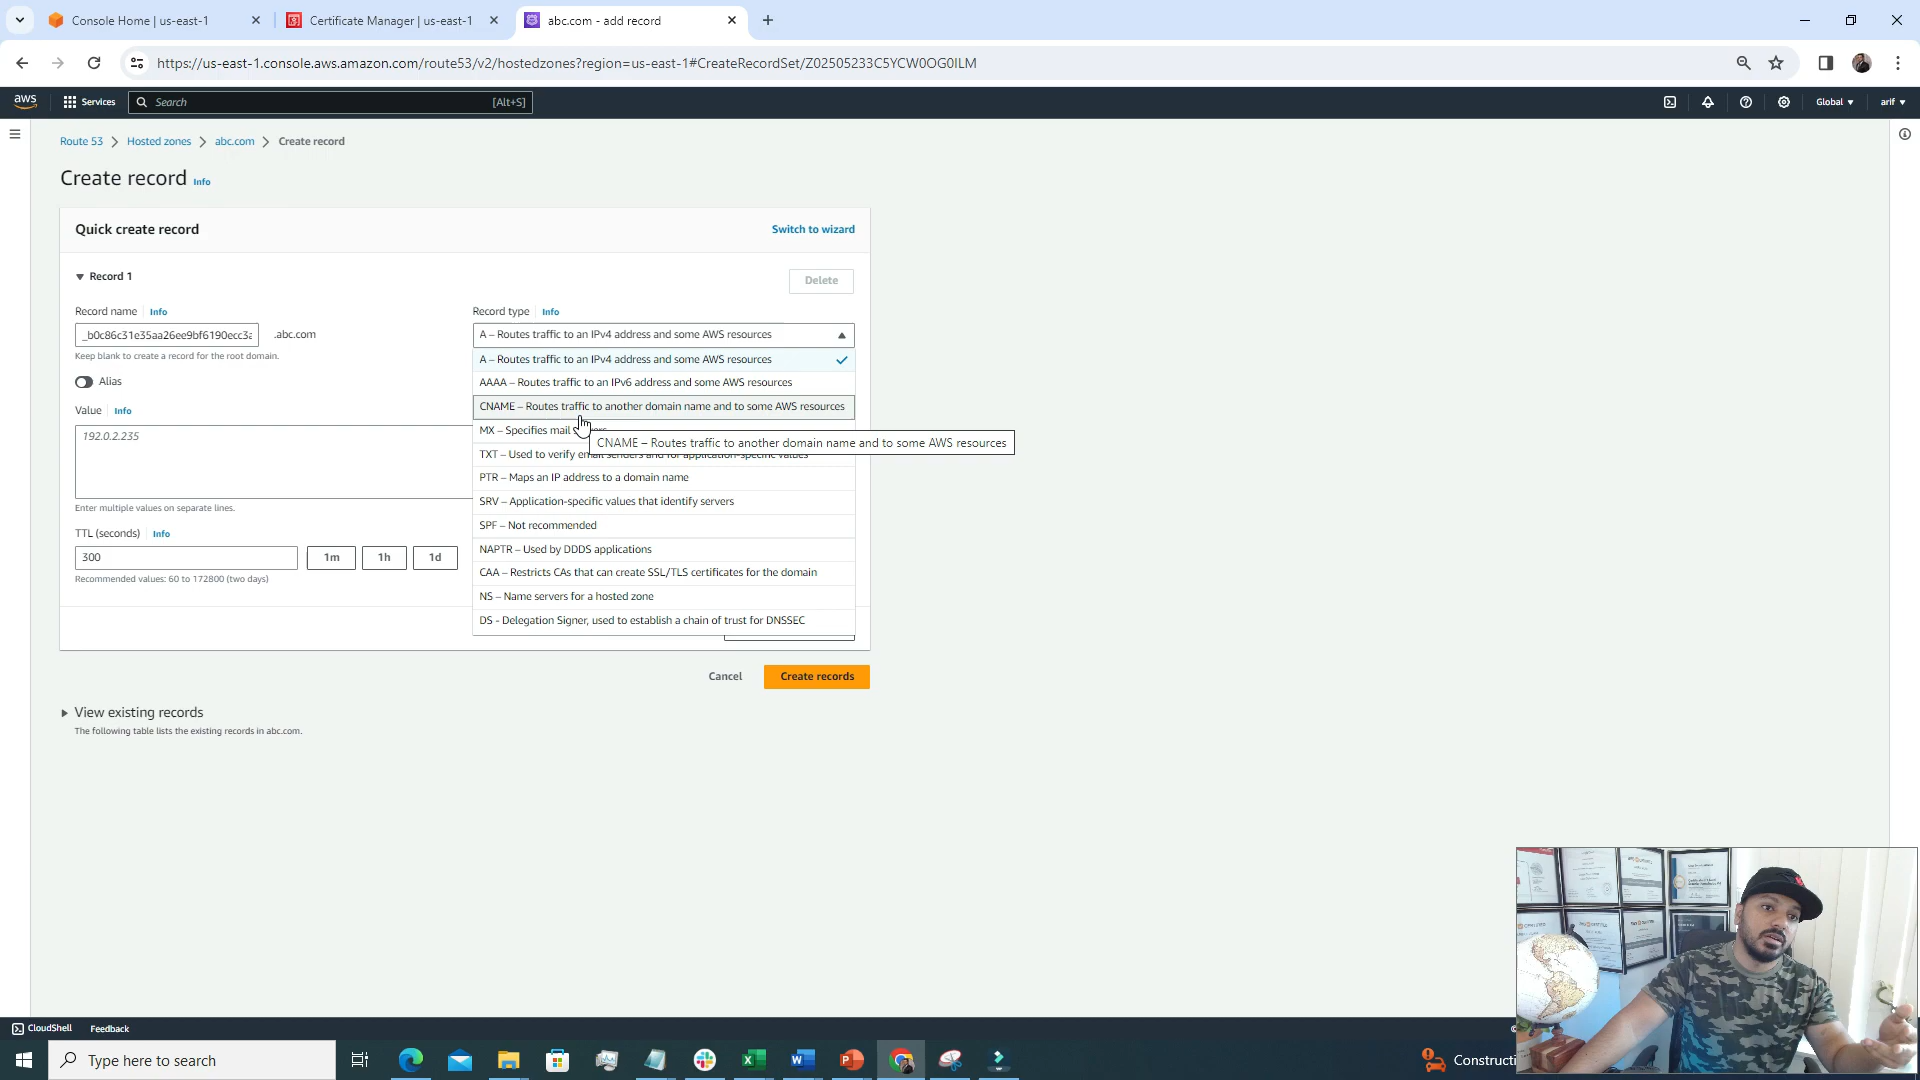 Console Home | us-east-1
Certificate Manager | us-east-1
abc.com - add record
https://us-east-1.console.aws.amazon.com/route53/v2/hostedzones?region=us-east-1#CreateRecordSet/Z02505233C5YCW0OG0ILM
aws
Services
Search
[Alt+S]
Global
arif
Route 53
Hosted zones
abc.com
Create record
Create record Info
Quick create record
Switch to wizard
Record 1
Delete
Record name Info
Record type Info
_b0c86c31e35aa26ee9bf6190ecc3a
.abc.com
A – Routes traffic to an IPv4 address and some AWS resources
Keep blank to create a record for the root domain.
A – Routes traffic to an IPv4 address and some AWS resources
Alias
AAAA – Routes traffic to an IPv6 address and some AWS resources
Value Info
CNAME – Routes traffic to another domain name and to some AWS resources
192.0.2.235
MX – Specifies mail
CNAME – Routes traffic to another domain name and to some AWS resources
TXT – Used to verify email senders and for application-specific values
PTR – Maps an IP address to a domain name
SRV – Application-specific values that identify servers
Enter multiple values on separate lines.
SPF – Not recommended
TTL (seconds) Info
NAPTR – Used by DDDS applications
300
1m
1h
1d
CAA – Restricts CAs that can create SSL/TLS certificates for the domain
Recommended values: 60 to 172800 (two days)
NS – Name servers for a hosted zone
DS - Delegation Signer, used to establish a chain of trust for DNSSEC
Cancel
Create records
View existing records
The following table lists the existing records in abc.com.
CloudShell
Feedback
Type here to search
Constructi